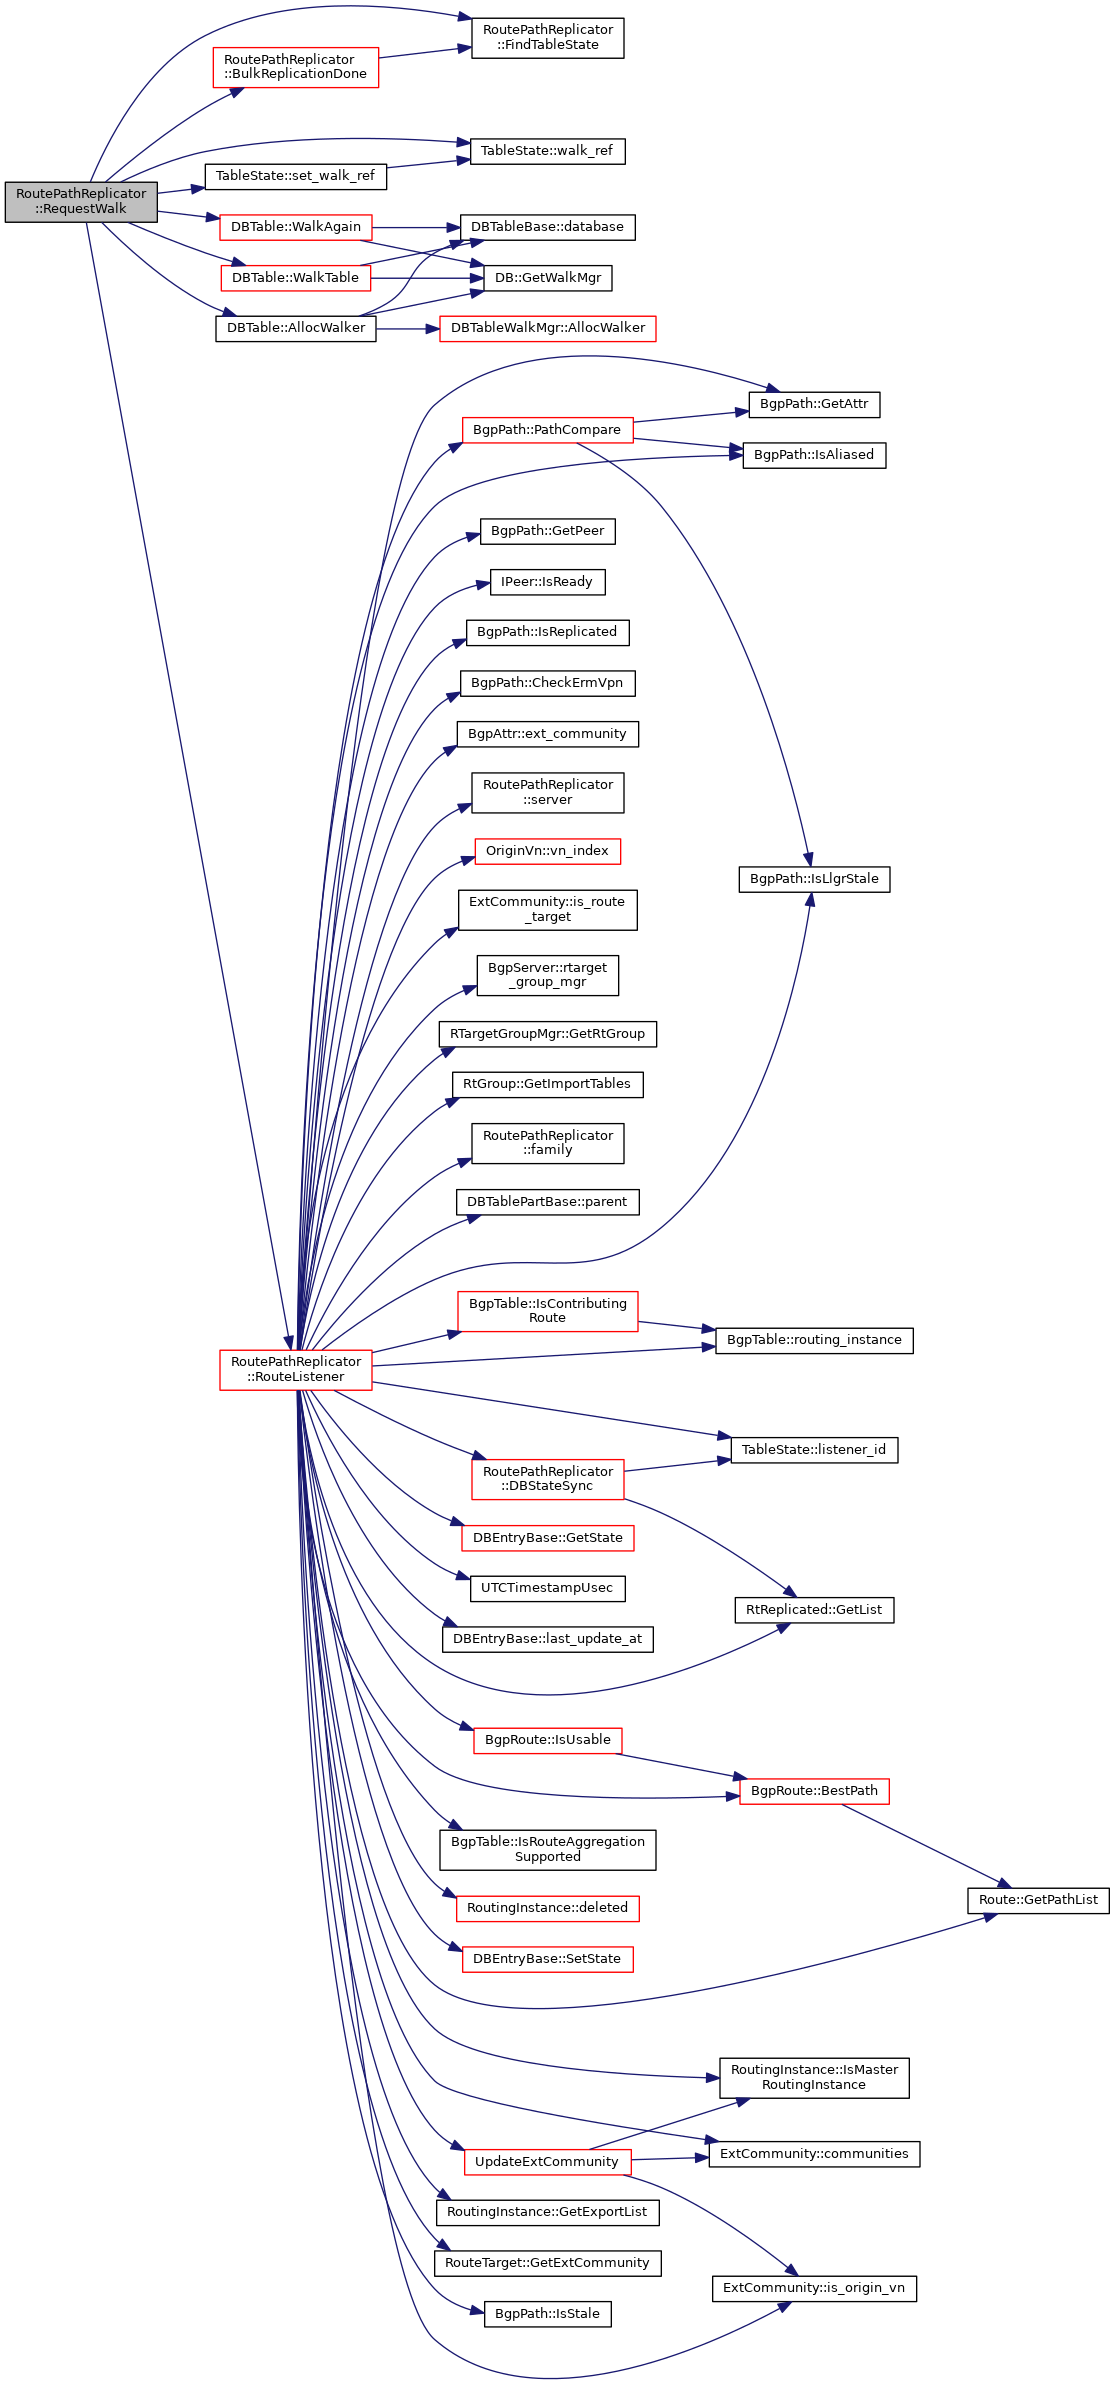 RoutePathReplicator
::FindTableState
RoutePathReplicator
::BulkReplicationDone
TableState::walk_ref
TableState::set_walk_ref
RoutePathReplicator
::RequestWalk
DBTable::WalkAgain
DBTableBase::database
DBTable::WalkTable
DB::GetWalkMgr
DBTable::AllocWalker
DBTableWalkMgr::AllocWalker
BgpPath::GetAttr
BgpPath::PathCompare
BgpPath::IsAliased
BgpPath::GetPeer
IPeer::IsReady
BgpPath::IsReplicated
BgpPath::CheckErmVpn
BgpAttr::ext_community
RoutePathReplicator
::server
OriginVn::vn_index
BgpPath::IsLlgrStale
ExtCommunity::is_route
_target
BgpServer::rtarget
_group_mgr
RTargetGroupMgr::GetRtGroup
RtGroup::GetImportTables
RoutePathReplicator
::family
DBTablePartBase::parent
BgpTable::IsContributing
Route
BgpTable::routing_instance
RoutePathReplicator
::RouteListener
TableState::listener_id
RoutePathReplicator
::DBStateSync
DBEntryBase::GetState
UTCTimestampUsec
RtReplicated::GetList
DBEntryBase::last_update_at
BgpRoute::IsUsable
BgpRoute::BestPath
BgpTable::IsRouteAggregation
Supported
Route::GetPathList
RoutingInstance::deleted
DBEntryBase::SetState
RoutingInstance::IsMaster
RoutingInstance
ExtCommunity::communities
UpdateExtCommunity
RoutingInstance::GetExportList
RouteTarget::GetExtCommunity
ExtCommunity::is_origin_vn
BgpPath::IsStale